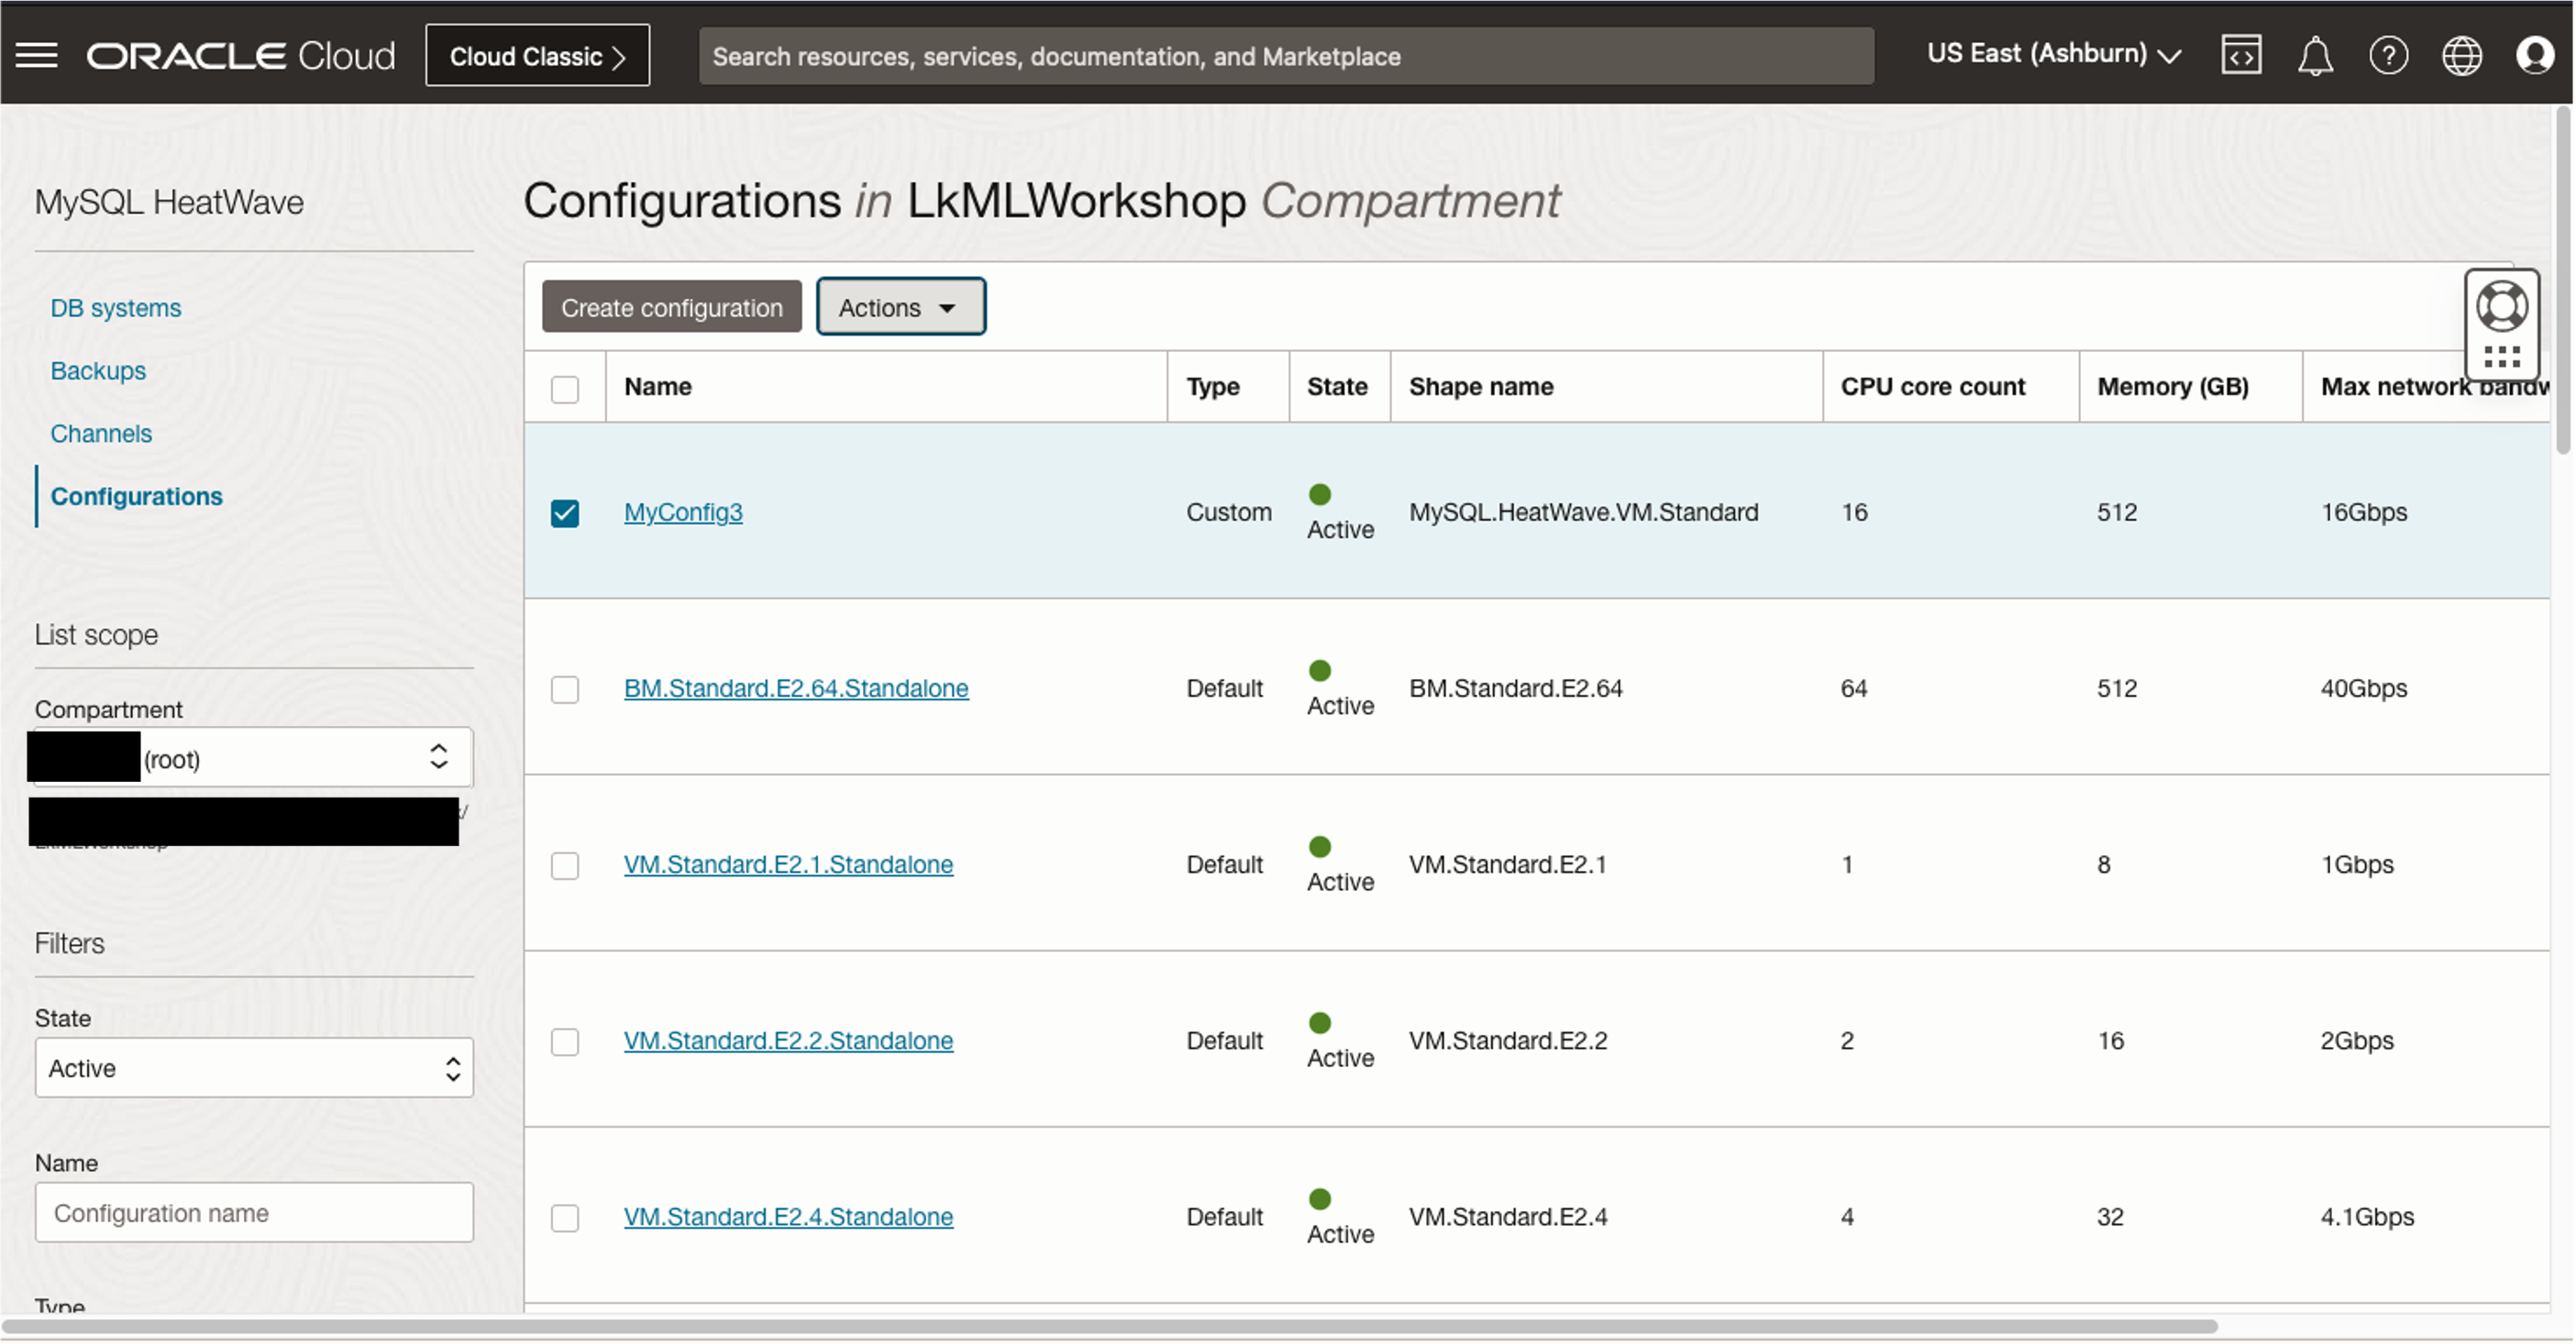 ORACLE Cloud
Cloud Classic
Search resources, services, documentation, and Marketplace
US East (Ashburn)
MySQL HeatWave
DB systems
Backups
Channels
Configurations
List scope
Compartment
(root)
Filters
State
Active
Name
Configuration name
Type
Configurations in LkMLWorkshop Compartment
Create configuration
Actions
Name Type State Shape name CPU core count Memory (GB) Max network
MyConfig3 Custom Active MySQL.HeatWave.VM.Standard 16 512 16Gbps
BM.Standard.E2.64.Standalone Default Active BM.Standard.E2.64 64 512 40Gbps
VM.Standard.E2.1.Standalone Default Active VM.Standard.E2.1 1 8 1Gbps
VM.Standard.E2.2.Standalone Default Active VM.Standard.E2.2 2 16 2Gbps
VM.Standard.E2.4.Standalone Default Active VM.Standard.E2.4 4 32 4.1Gbps